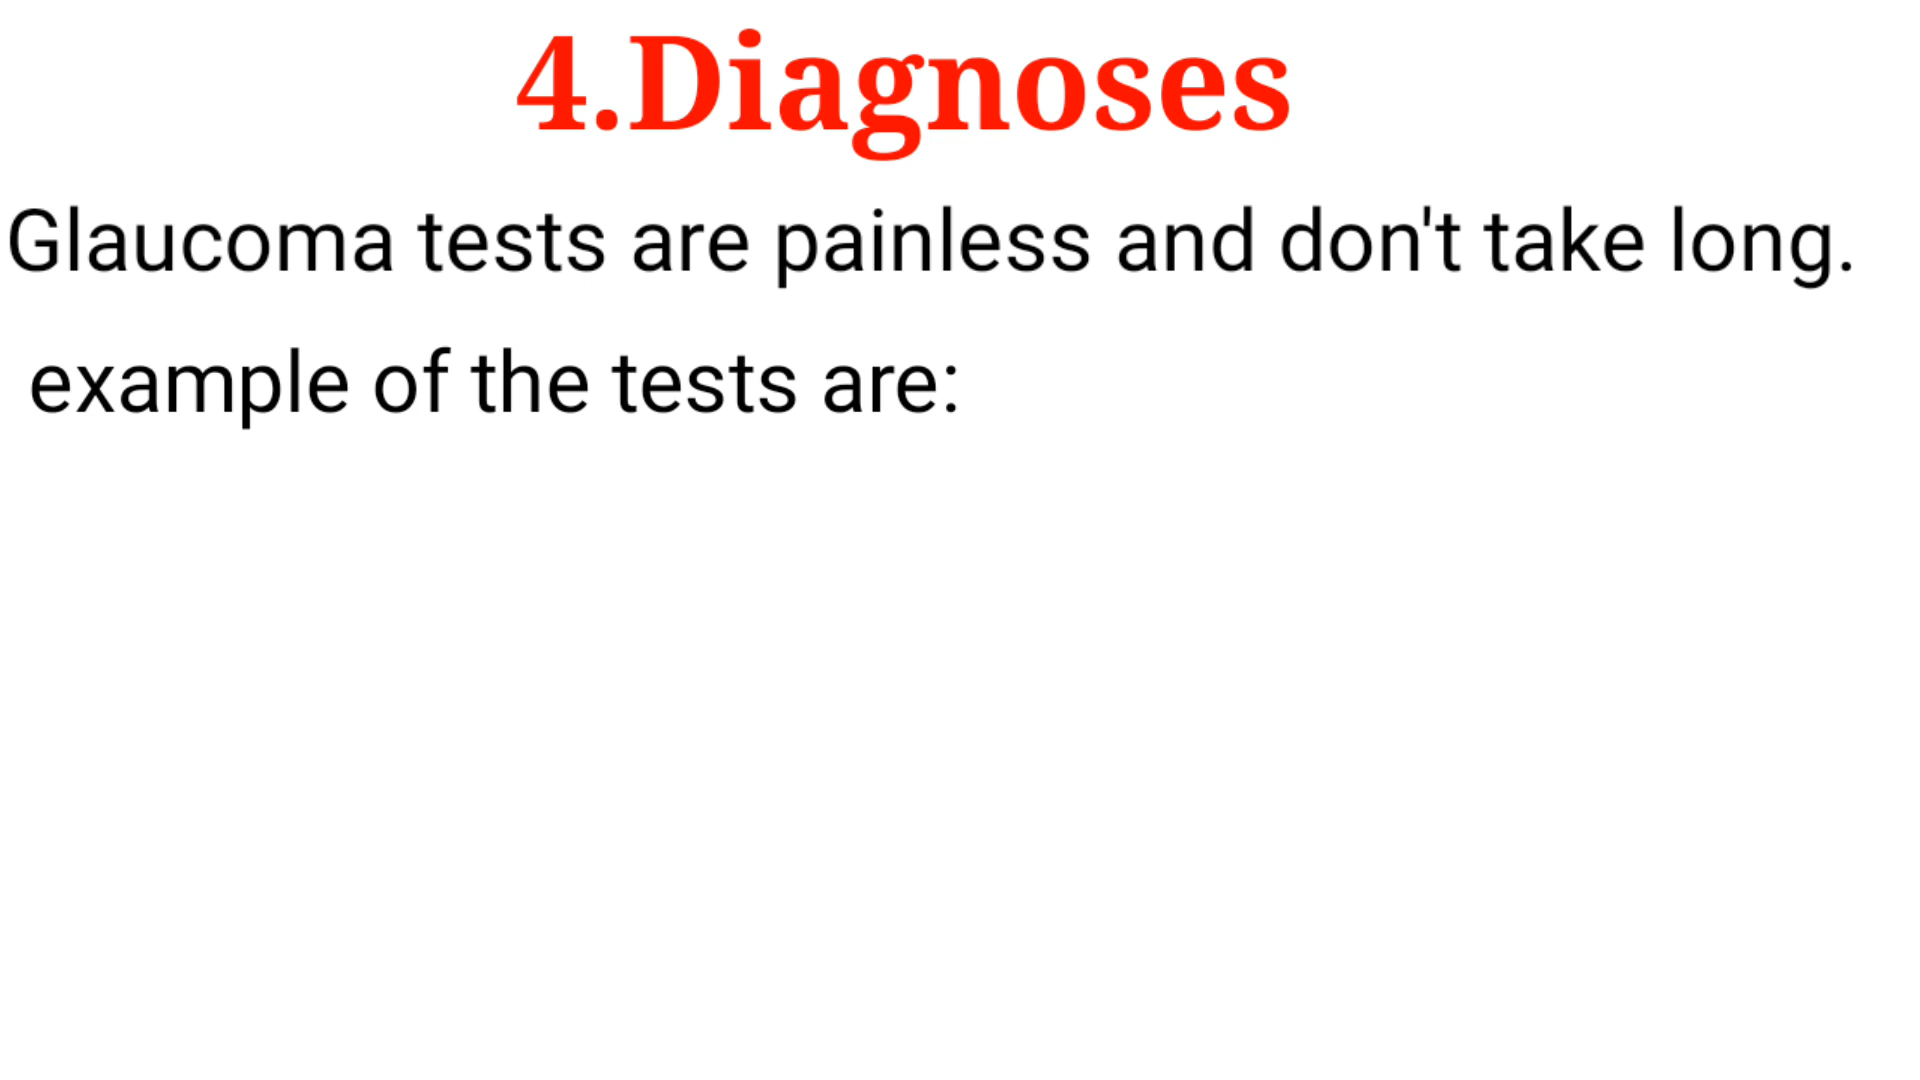 4.Diagnoses
Glaucoma tests are painless and don't take long.
example of the tests are: